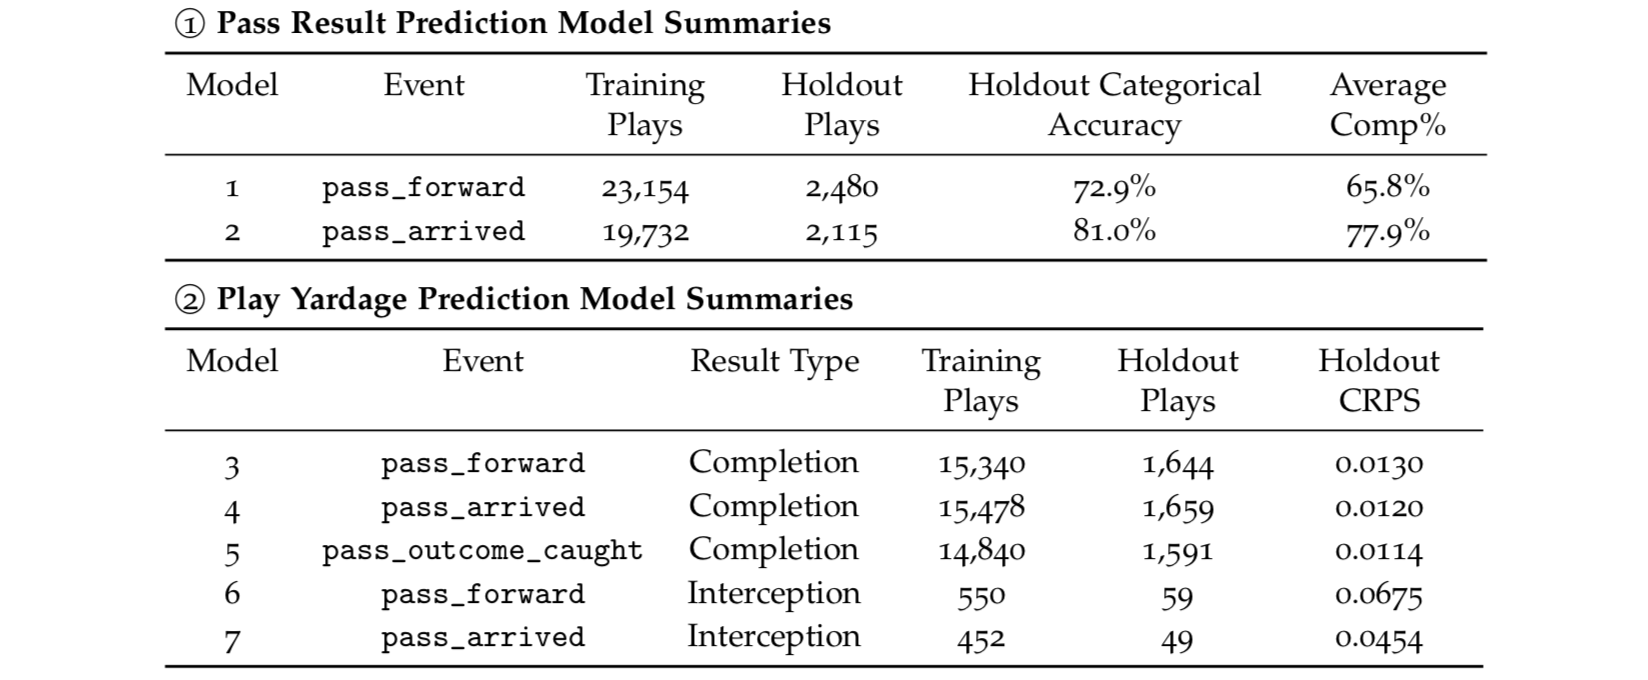 ① Pass Result Prediction Model Summaries
Model Event Training Plays Holdout Plays Holdout Categorical Accuracy Average Comp%
1 pass_forward 23,154 2,480 72.9% 65.8%
2 pass_arrived 19,732 2,115 81.0% 77.9%
② Play Yardage Prediction Model Summaries
Model Event Result Type Training Plays Holdout Plays Holdout CRPS
3 pass_forward Completion 15,340 1,644 0.0130
4 pass_arrived Completion 15,478 1,659 0.0120
5 pass_outcome_caught Completion 14,840 1,591 0.0114
6 pass_forward Interception 550 59 0.0675
7 pass_arrived Interception 452 49 0.0454